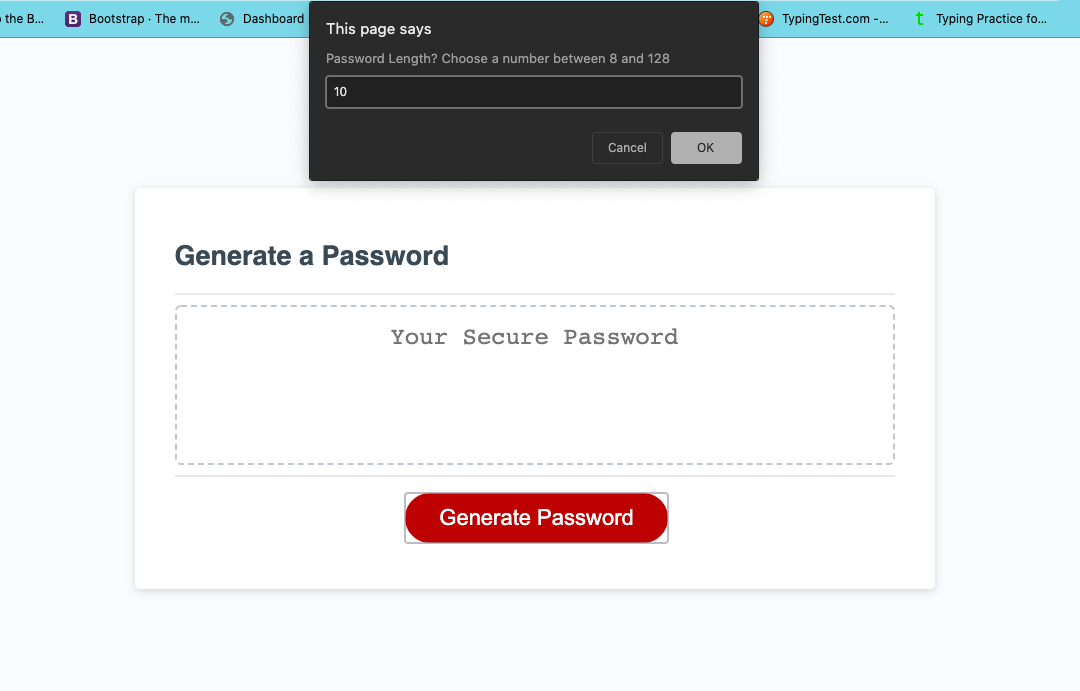 the B...
B Bootstrap · The m...
Dashboard
TypingTest.com -...
t Typing Practice fo...
This page says
Password Length? Choose a number between 8 and 128
10
Cancel
OK
Generate a Password
Your Secure Password
Generate Password